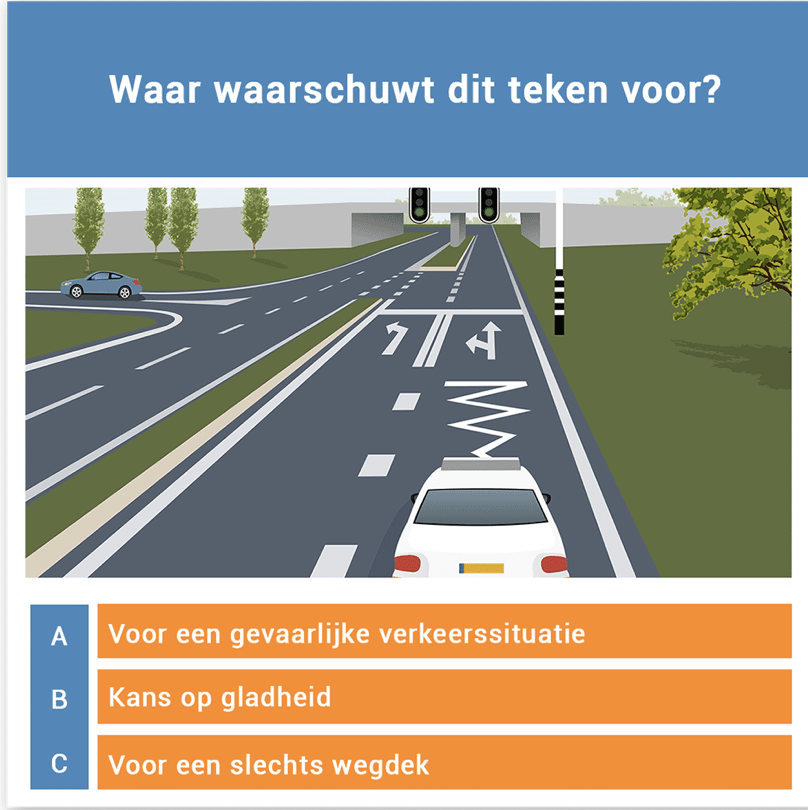 Waar waarschuwt dit teken voor?
A Voor een gevaarlijke verkeerssituatie
B Kans op gladheid
C Voor een slechts wegdek